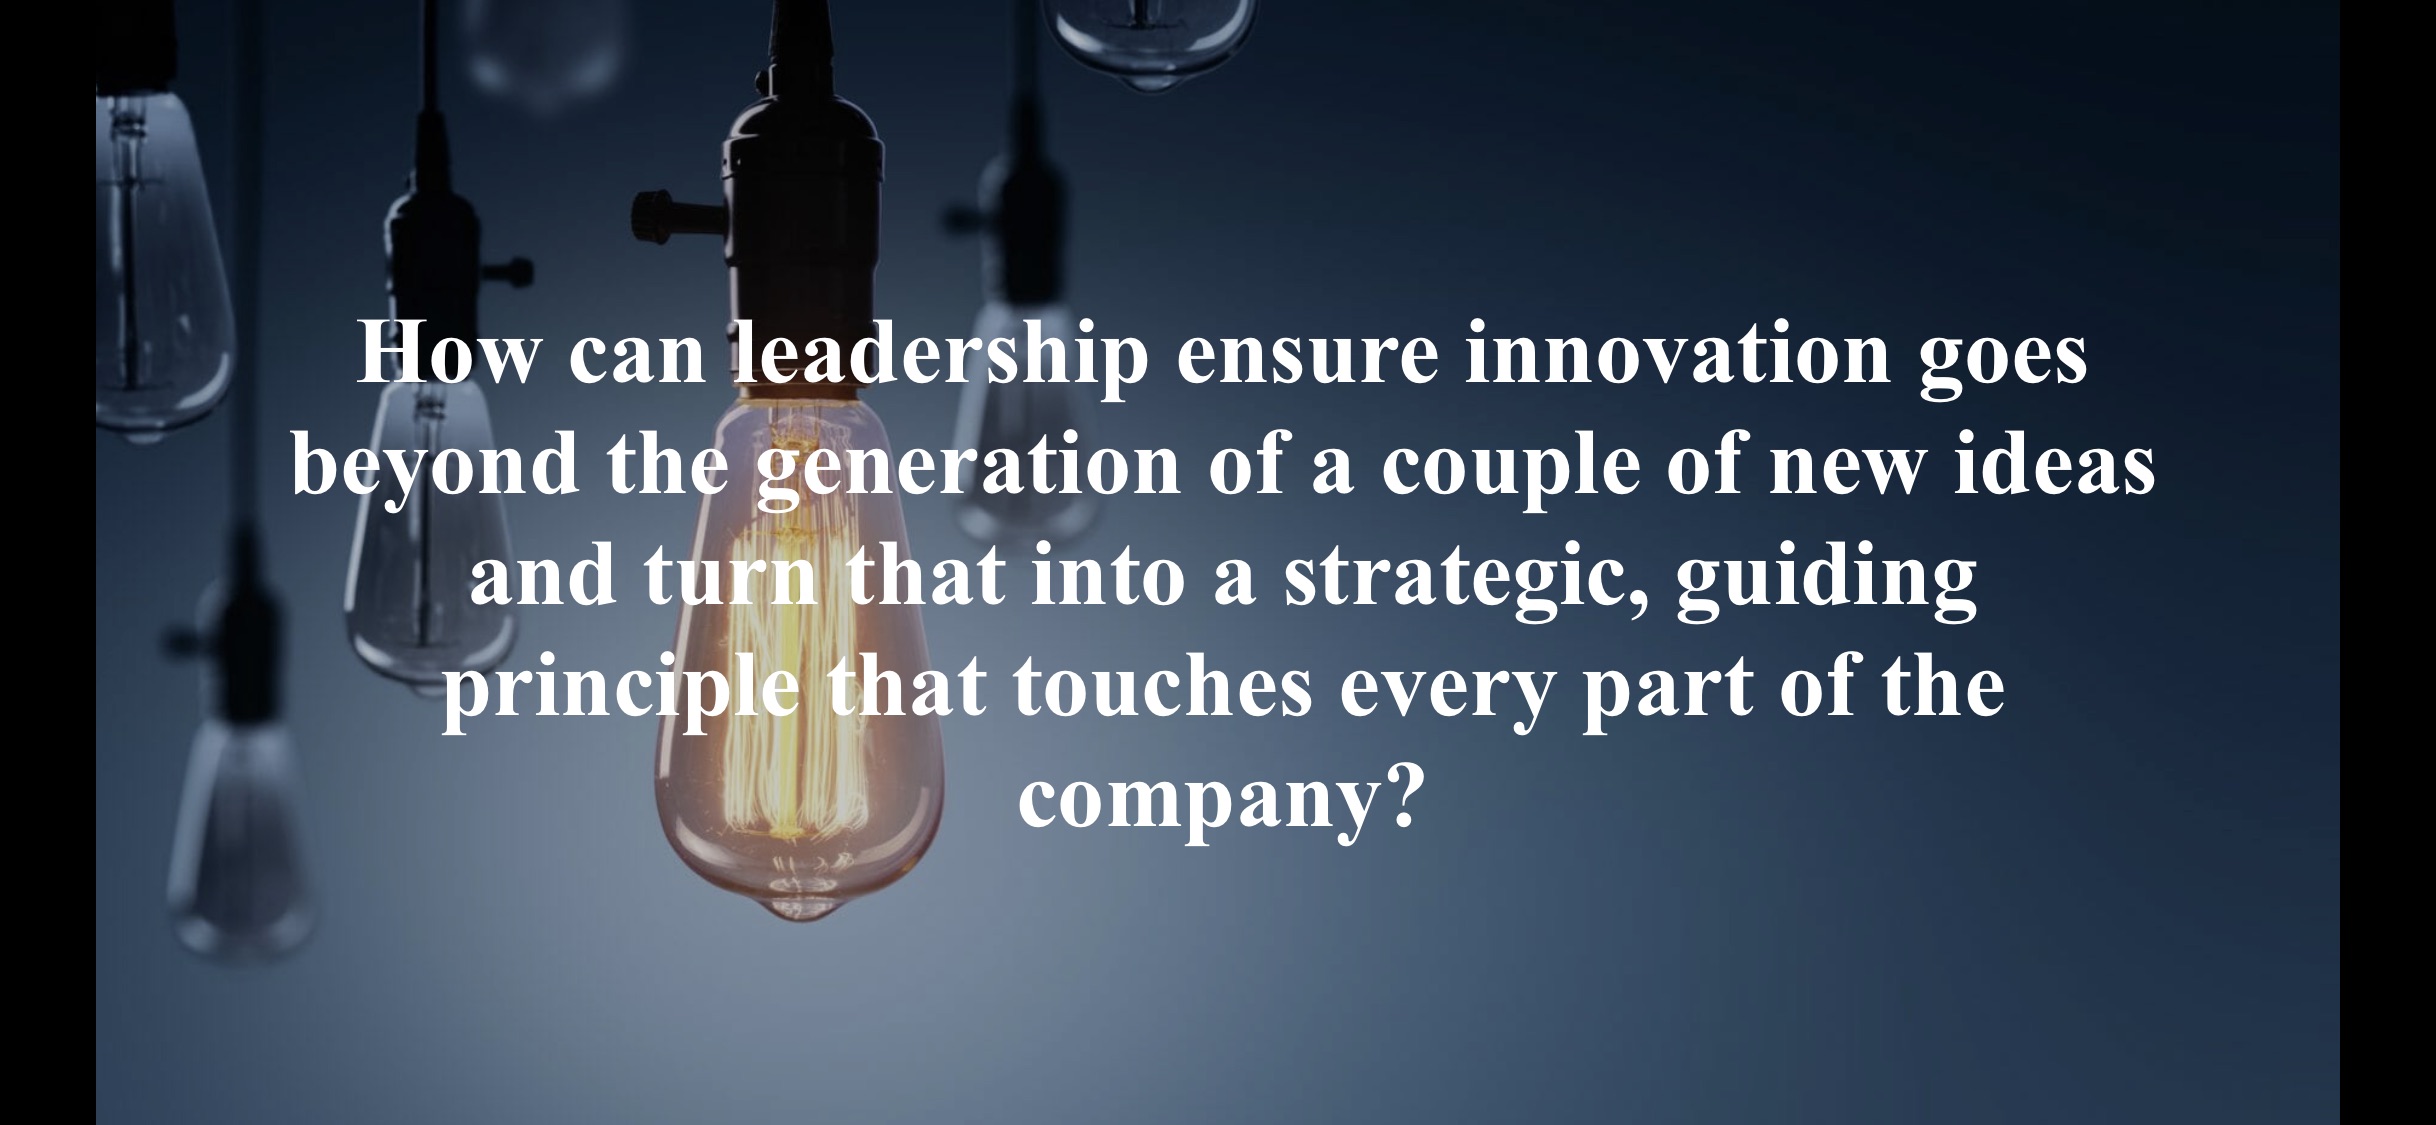 How can leadership ensure innovation goes
beyond the generation of a couple of new ideas
and turn that into a strategic, guiding
principle that touches every part of the
company?